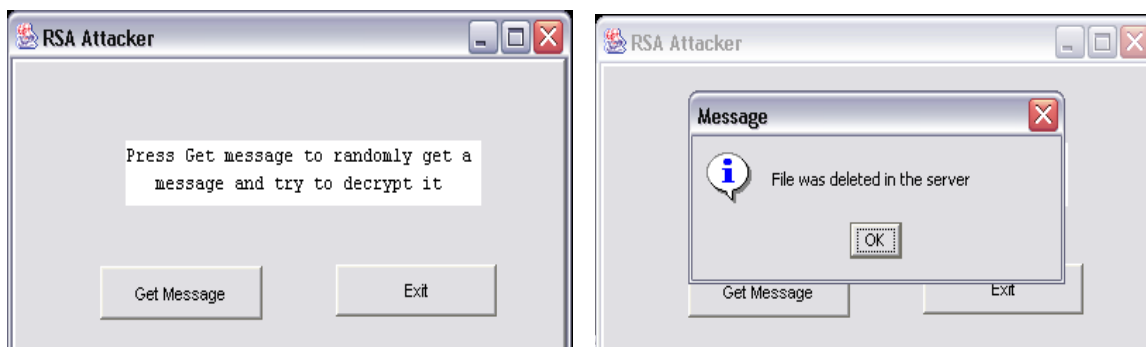 RSA Attacker
Press Get message to randomly get a
message and try to decrypt it
Get Message
Exit
RSA Attacker
Message
File was deleted in the server
OK
Get Message
Exit